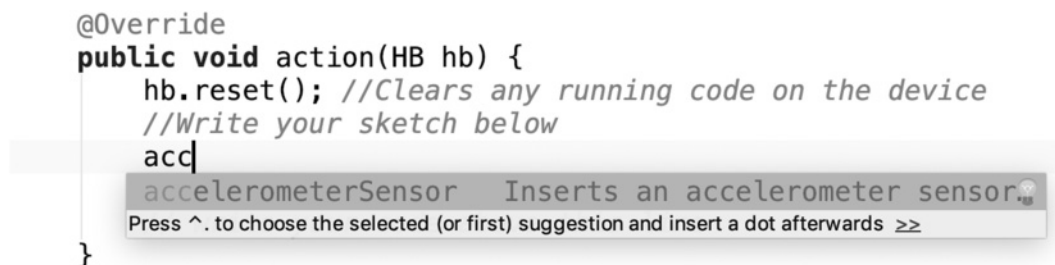 @Override
public void action(HB hb) {
hb.reset(); //Clears any running code on the device
//Write your sketch below
acc
accelerometerSensor Inserts an accelerometer sensor.
Press ^. to choose the selected (or first) suggestion and insert a dot afterwards >>
}